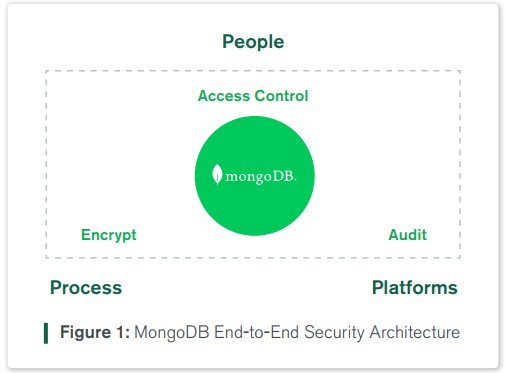 People
Access Control
mongoDB.
Encrypt
Audit
Process
Platforms
Figure 1: MongoDB End-to-End Security Architecture